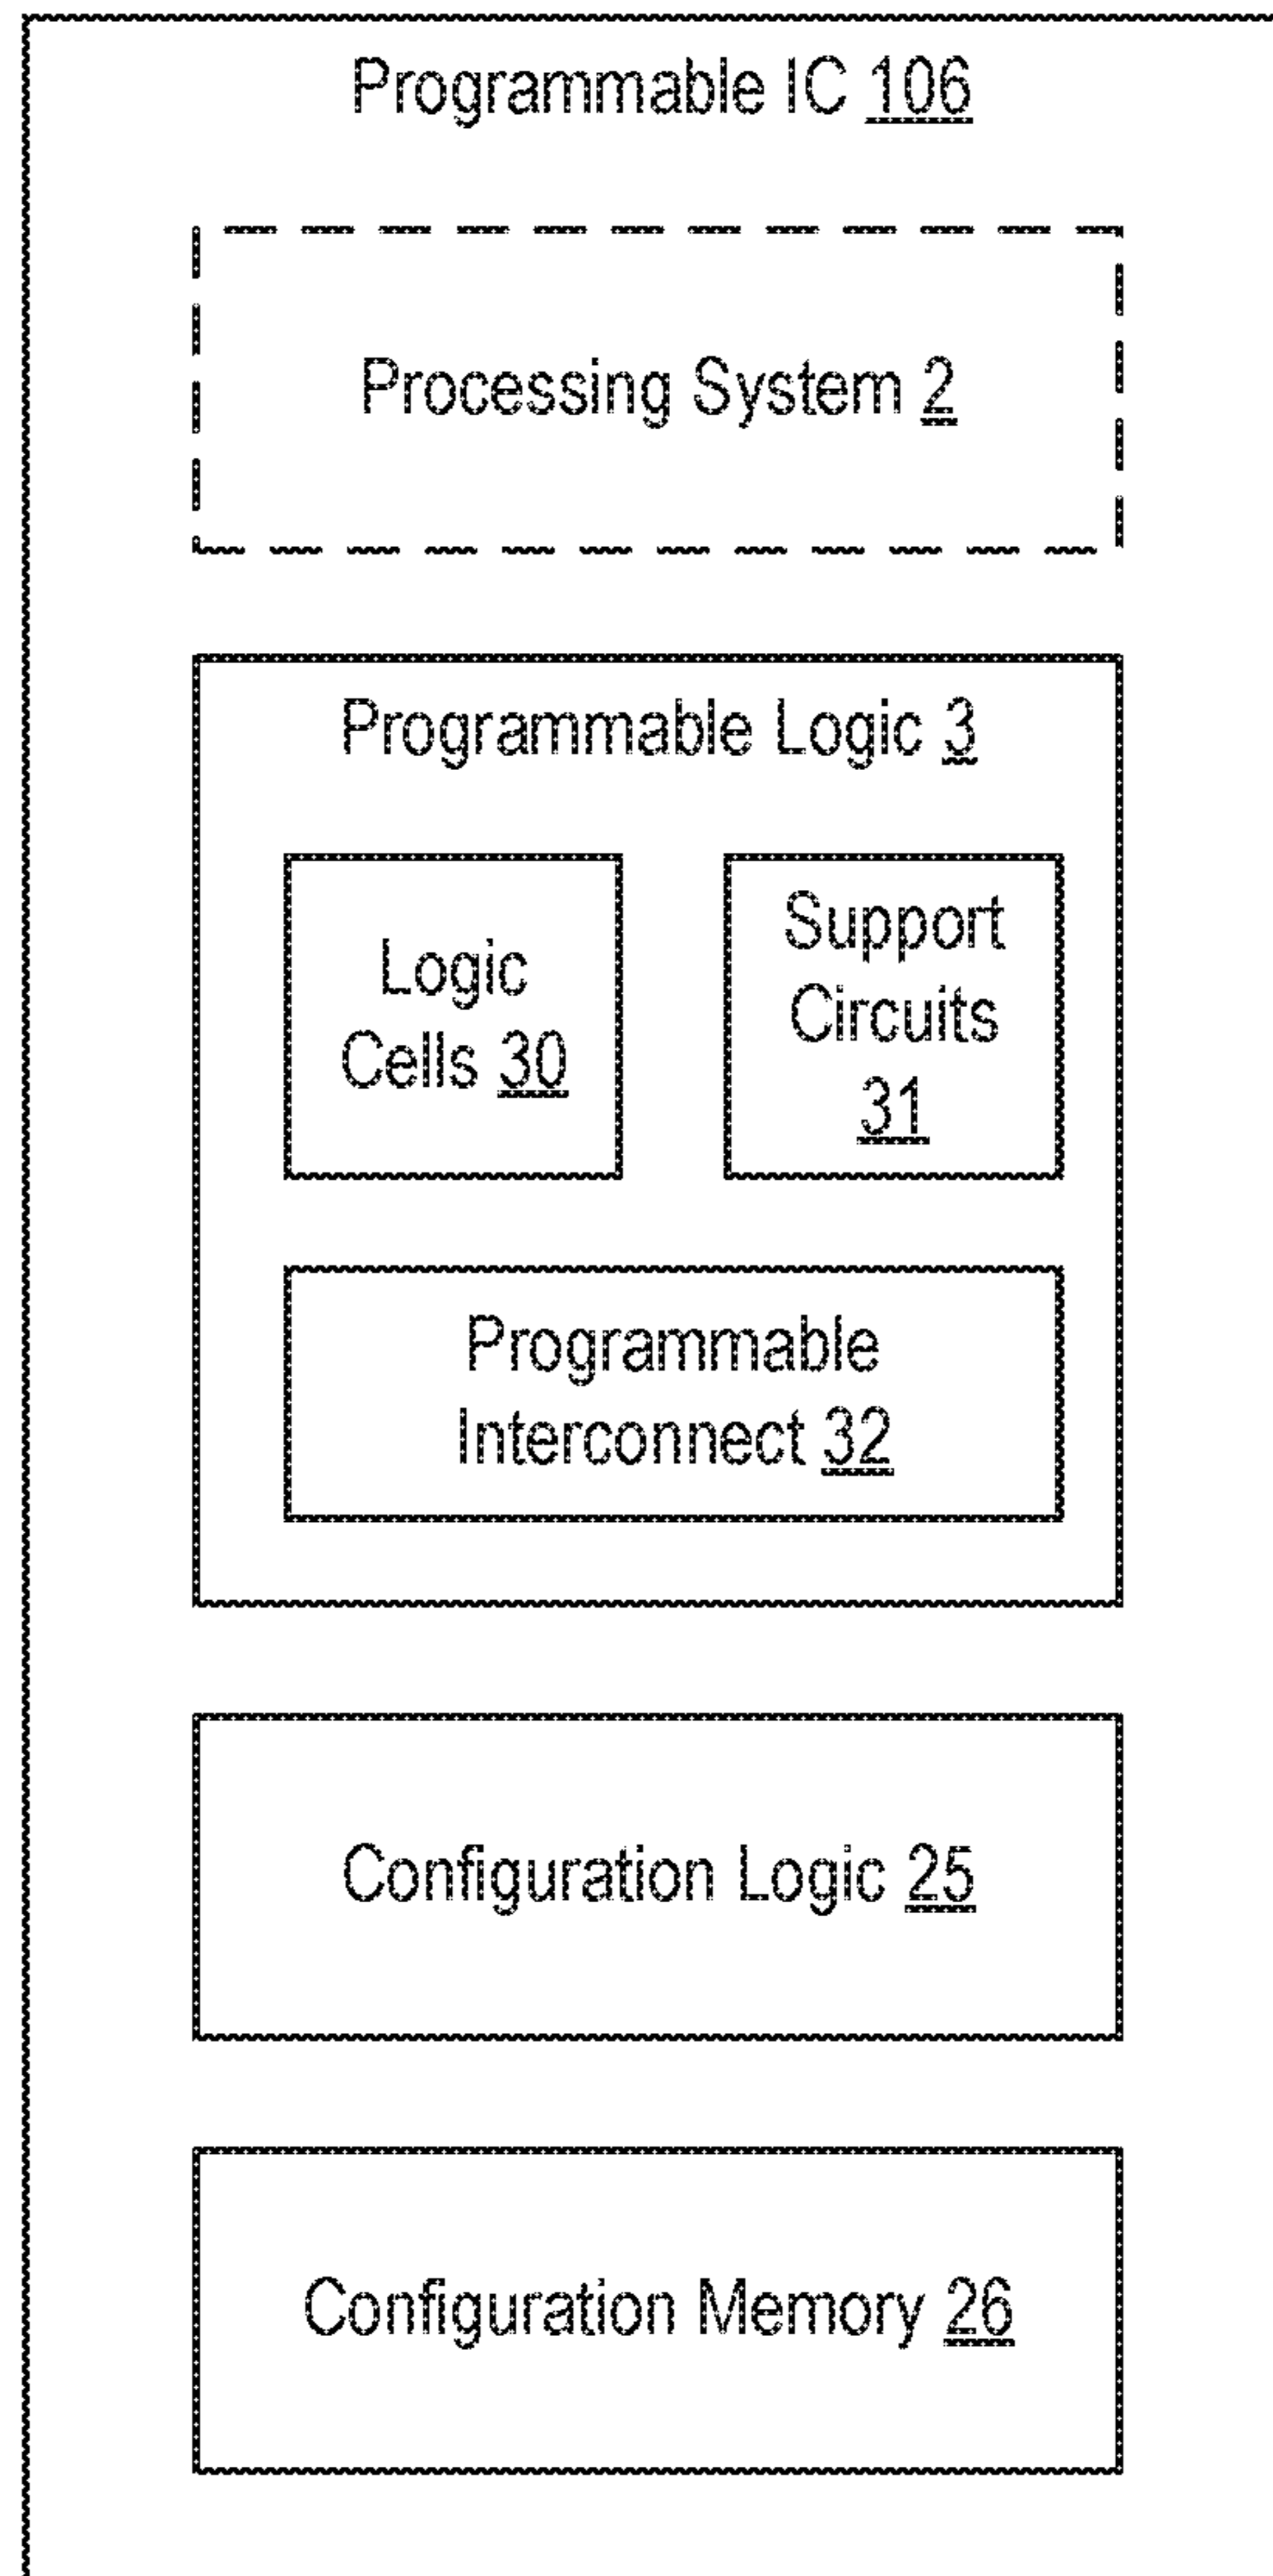 Programmable IC 106
Processing System 2
Programmable Logic 3
Logic
Cells 30
Support
Circuits
31
Programmable
Interconnect 32
Configuration Logic 25
Configuration Memory 26